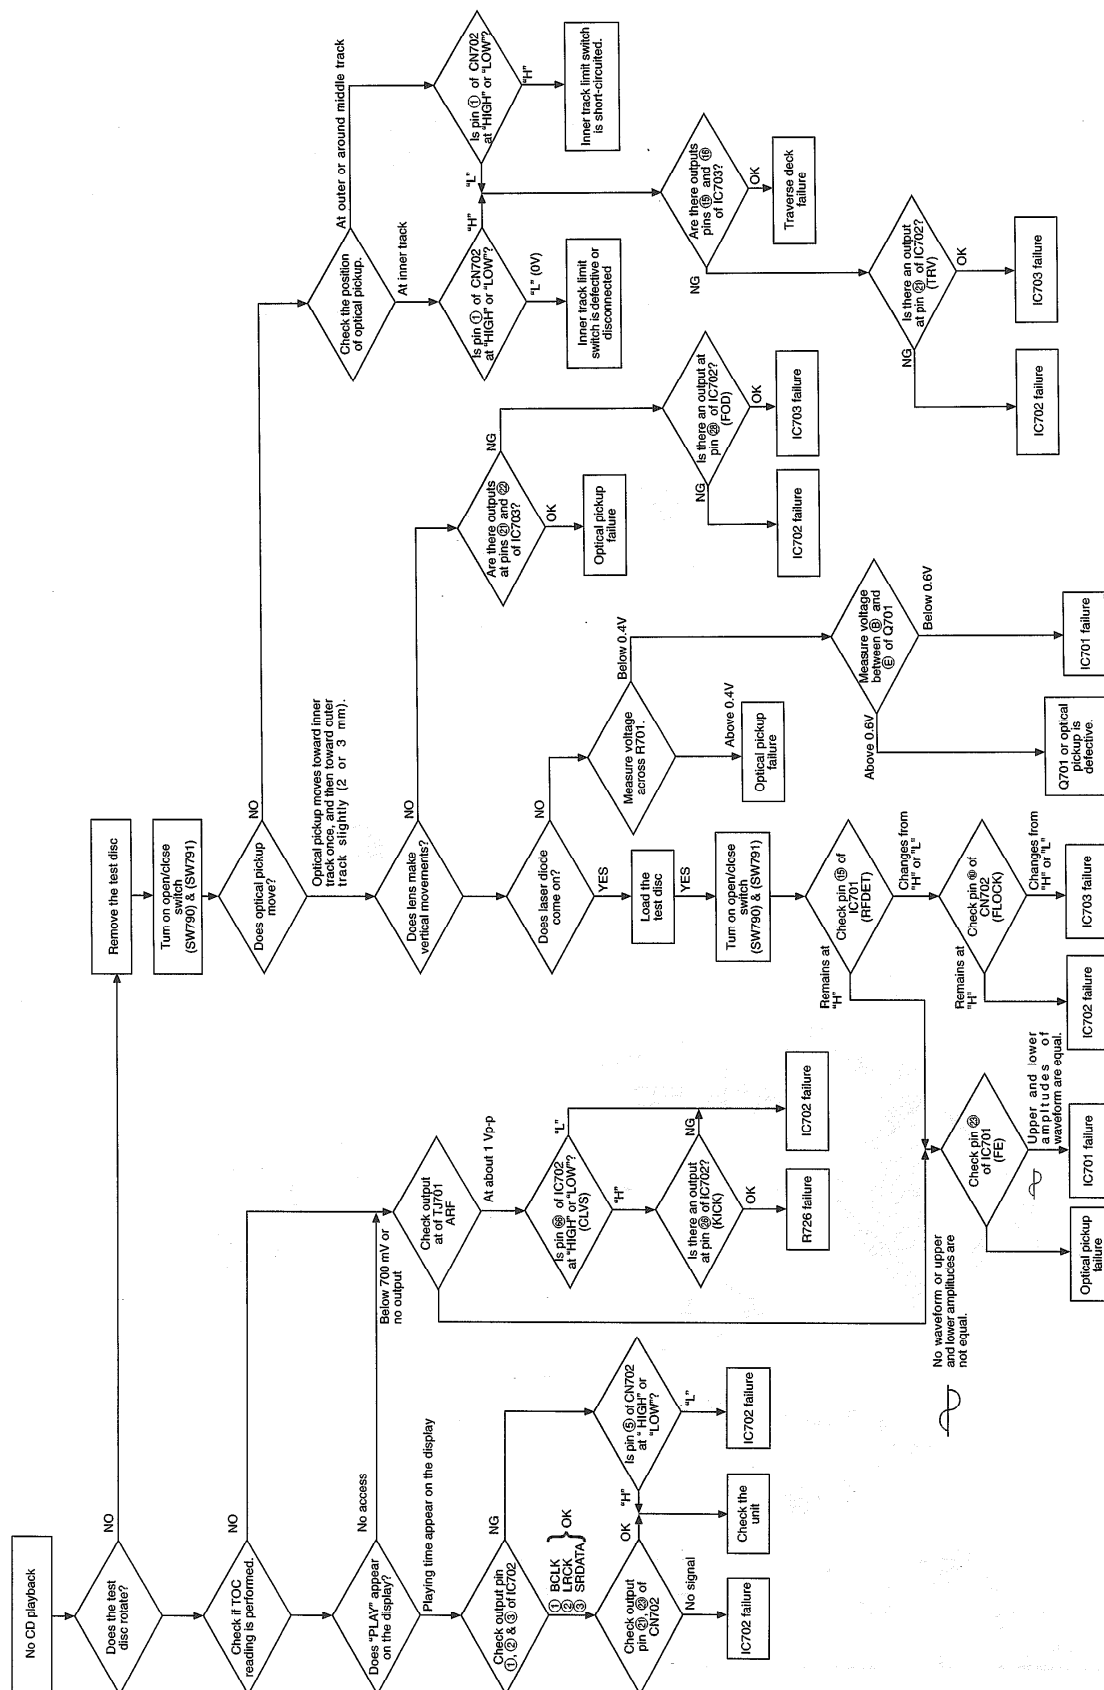 No CD playback
Does the test
disc rotate?
NO
Check if TOC
reading is performed.
NO
Does "PLAY" appear
on the display?
No access
Playing time appear on the display
Check output pin
①, ② & ③ of IC702
NG
① BCLK
② LRCK
③ SRDATA
OK
Check output
pin ㉑, ㉓ of
CN702
OK
No signal
IC702 failure
Is pin ⑤ of CN702
at " HIGH" or
"LOW"?
"H"
"L"
Check the
unit
IC702 failure
Below 700 mV or
no output
Check output
at of TJ701
ARF
At about 1 Vp-p
Is pin of IC702
at "HIGH" or "LOW"?
(CLVS)
"L"
"H"
Is there an output
at pin ㉖ of IC702?
(KICK)
NG
OK
R726 failure
IC702 failure
No waveform or upper
and lower amplituces are
not equal.
Check pin ㉓
of IC701
(FE)
Upper and lower
ampltudes of
waveform are equal.
Optical pickup
failure
IC701 failure
Remove the test disc
Turn on open/clcse
switch
(SW790) & (SW791)
Does optical pickup
move?
NO
Optical pickup moves toward inner
track once, and then toward outer
track slightly (2 or 3 mm).
Does lens make
vertical movements?
NO
Does laser diode
come on?
NO
YES
Load the
test disc
YES
Turn on open/clcse
switch
(SW790) & (SW791)
Check pin ⑲ of
IC701
(RFDET)
Remains at
"H"
Changes from
"H" or "L"
Check pin of
CN702
(FLOCK)
Remains at
"H"
Changes from
"H" or "L"
IC702 failure
IC703 failure
Measure voltage
across R701.
Below 0.4V
Above 0.4V
Optical pickup
failure
Measure voltage
between Ⓑ and
Ⓔ of Q701
Above 0.6V
Below 0.6V
Q701 or optcal
pickup is
defective.
IC701 failure
Are there outputs
at pins ㉑ and ㉒
of IC703?
NG
OK
Optical pickup
failure
Is there an output at
pin ㉘ of IC702?
(FOD)
NG
OK
IC702 failure
IC703 failure
Check the position
of optical pickup.
At outer or around middle track
At inner track
Is pin ① of CN702
at "HIGH" or "LOW"?
"H"
"L" (0V)
Inner track limit
switch is defective or
disconnected
Is pin ① of CN702
at "HIGH" or "LOW"?
"L"
"H"
Inner track limit switch
is short-circuited.
Are there outputs
pins ⑮ and ⑯
of IC703?
NG
OK
Traverse deck
failure
Is there an output
at pin ㉑ of IC702?
(TRV)
NG
OK
IC702 failure
IC703 failure